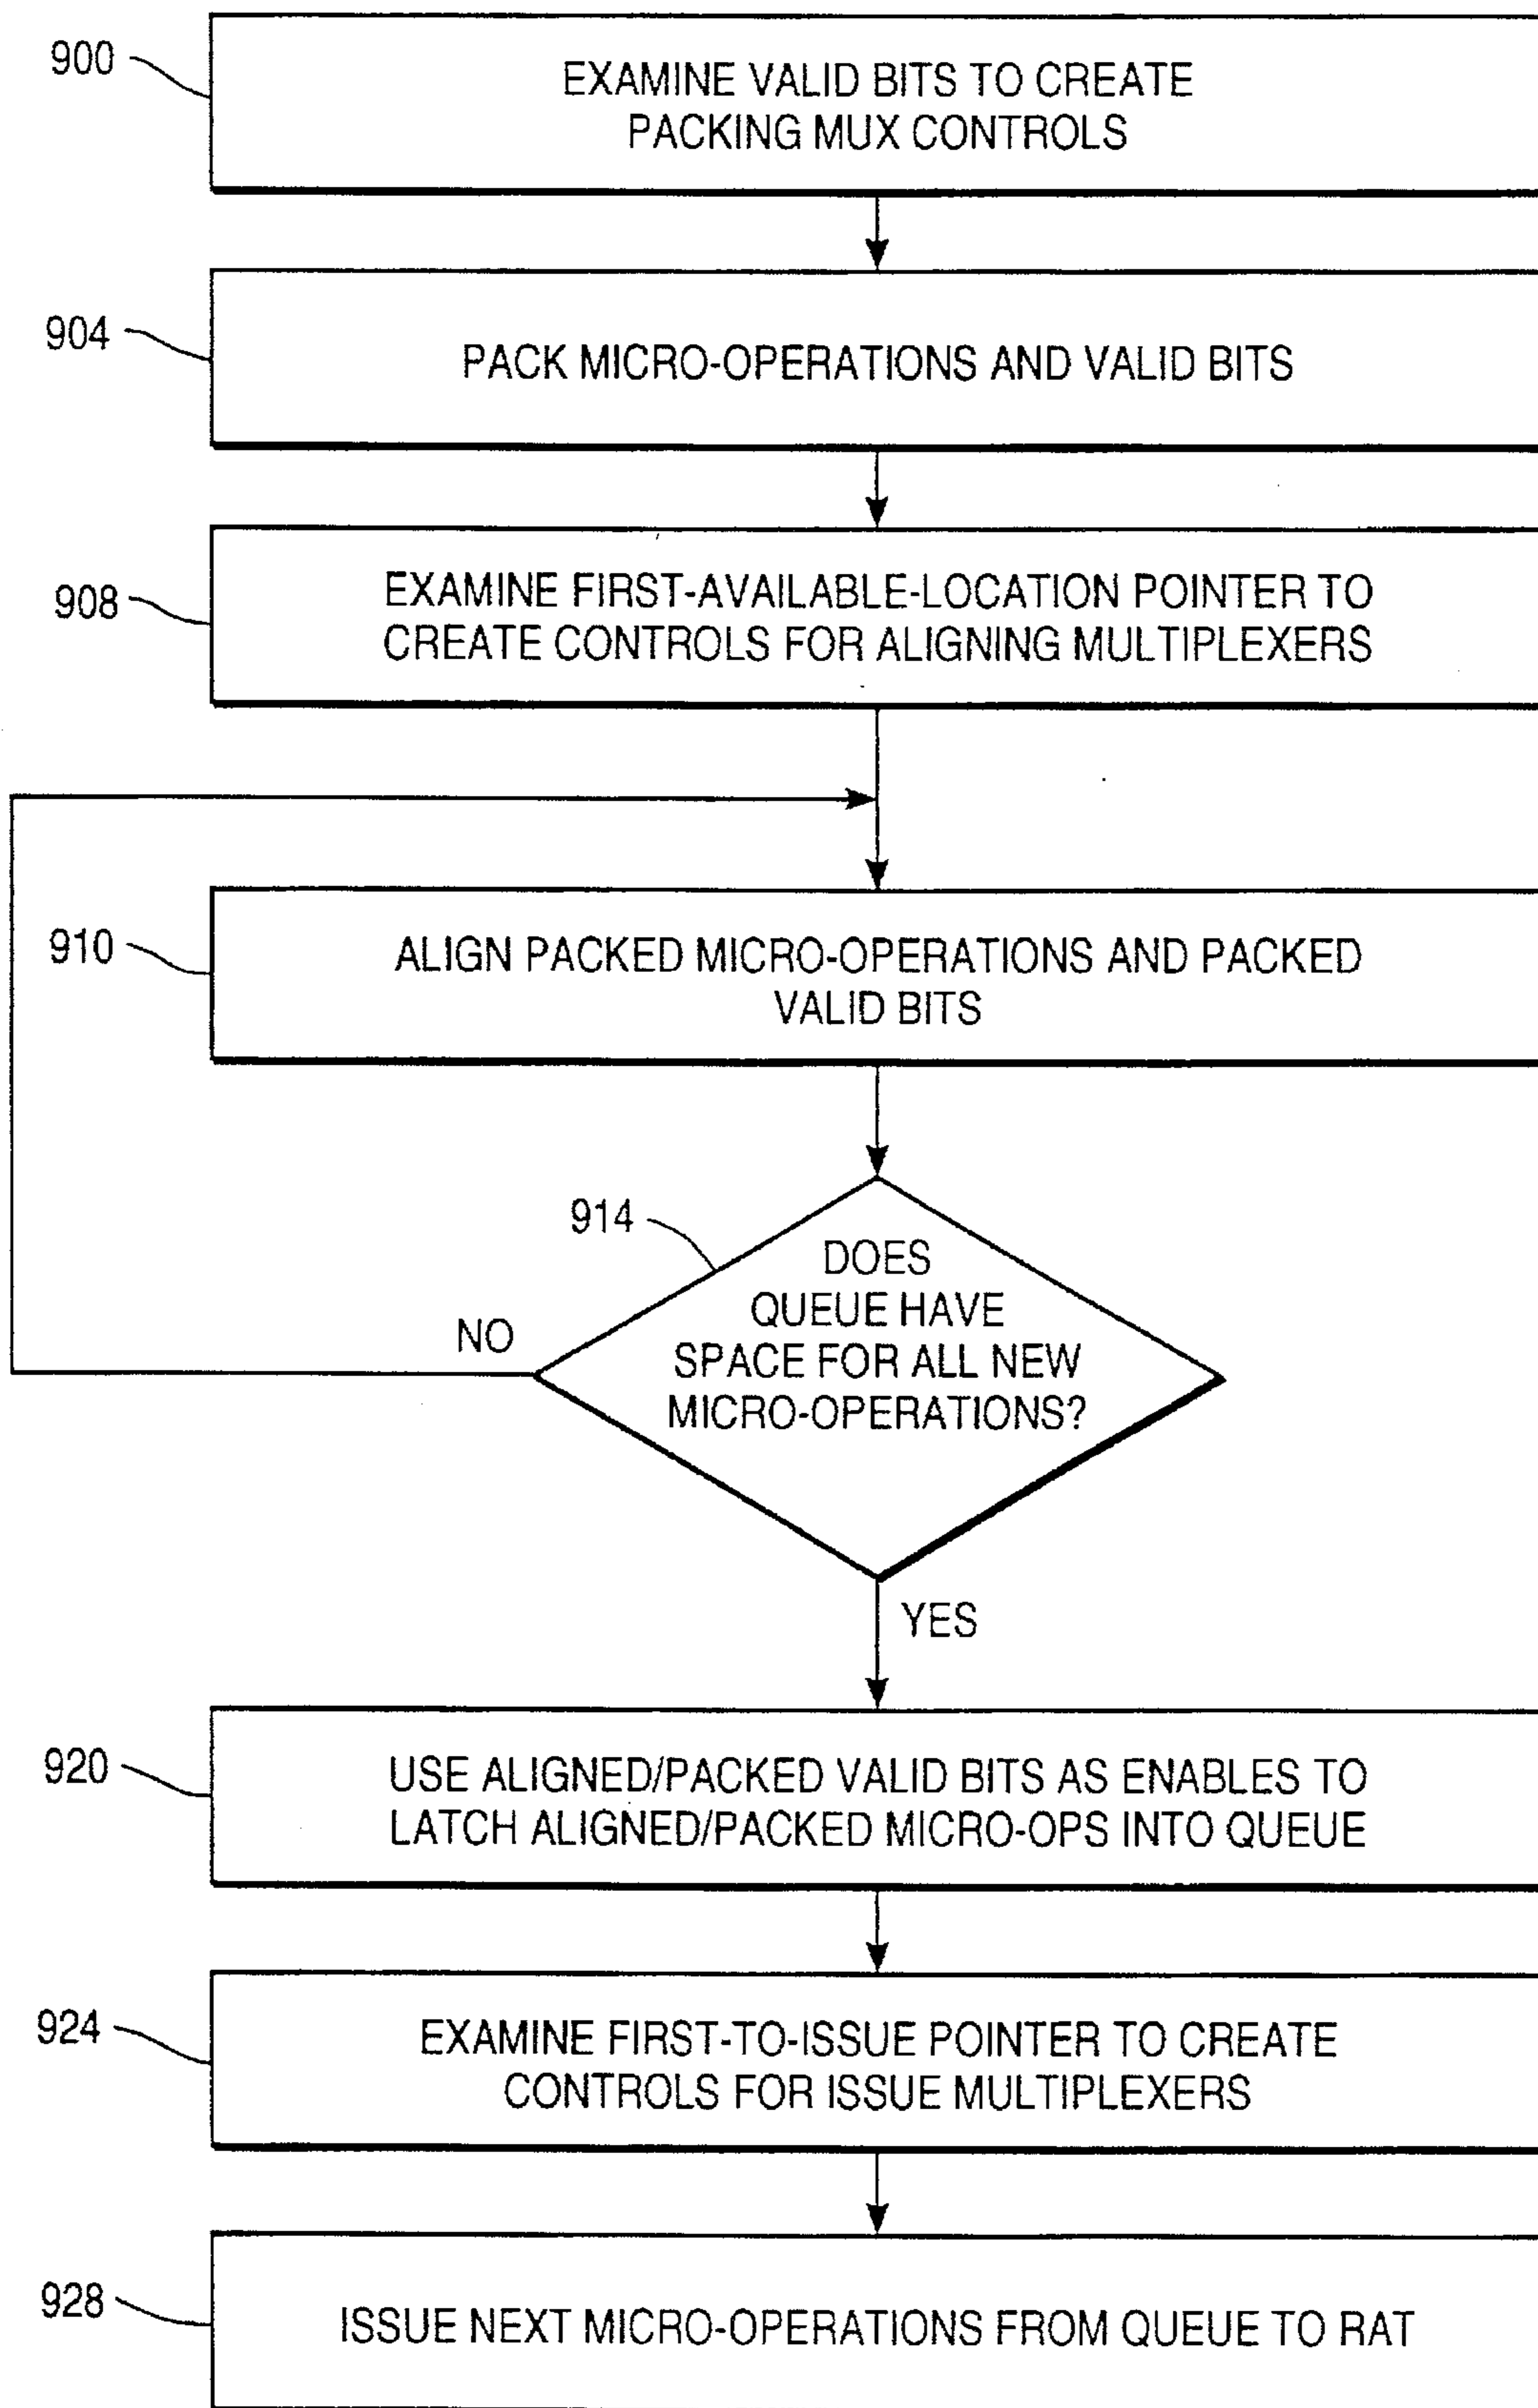 900
EXAMINE VALID BITS TO CREATE
PACKING MUX CONTROLS
904
PACK MICRO-OPERATIONS AND VALID BITS
908
EXAMINE FIRST-AVAILABLE-LOCATION POINTER TO
CREATE CONTROLS FOR ALIGNING MULTIPLEXERS
910
ALIGN PACKED MICRO-OPERATIONS AND PACKED
VALID BITS
914
DOES
QUEUE HAVE
SPACE FOR ALL NEW
MICRO-OPERATIONS?
NO
YES
920
USE ALIGNED/PACKED VALID BITS AS ENABLES TO
LATCH ALIGNED/PACKED MICRO-OPS INTO QUEUE
924
EXAMINE FIRST-TO-ISSUE POINTER TO CREATE
CONTROLS FOR ISSUE MULTIPLEXERS
928
ISSUE NEXT MICRO-OPERATIONS FROM QUEUE TO RAT